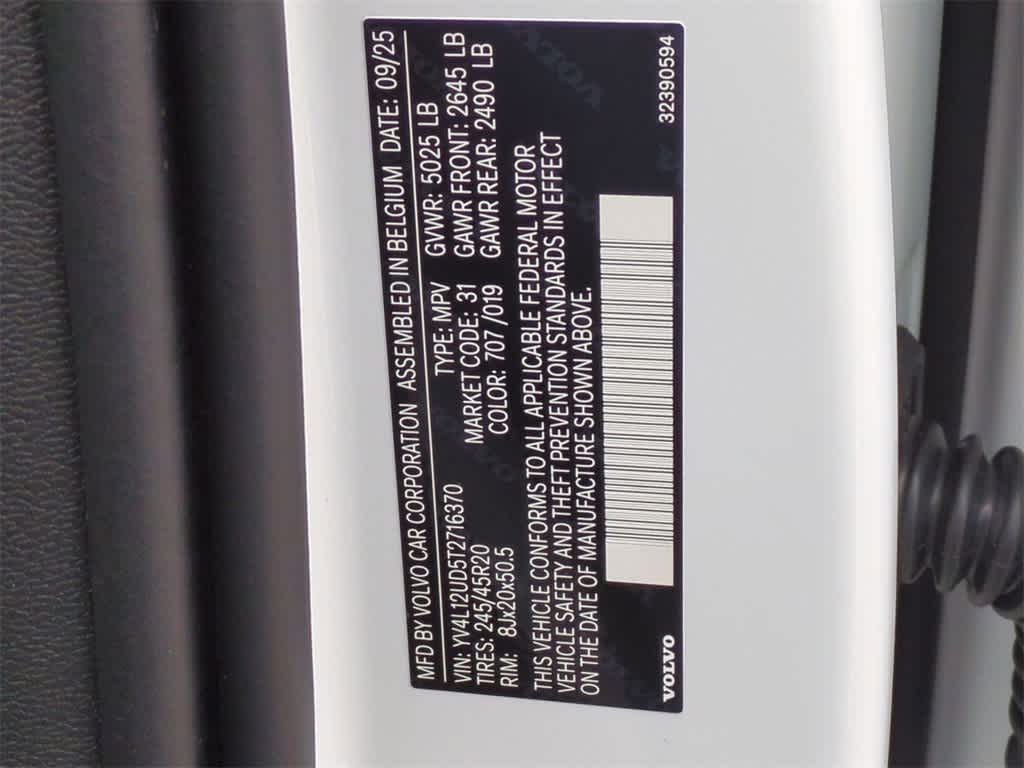 MFD BY VOLVO CAR CORPORATION ASSEMBLED IN BELGIUM DATE: 09/25
VIN: YV4L12UD5T2716370 TYPE: MPV GVWR: 5025 LB
TIRES: 245/45R20 MARKET CODE: 31 GAWR FRONT: 2645 LB
RIM: 8Jx20x50.5 COLOR: 707 /019 GAWR REAR: 2490 LB
THIS VEHICLE CONFORMS TO ALL APPLICABLE FEDERAL MOTOR
VEHICLE SAFETY AND THEFT PREVENTION STANDARDS IN EFFECT
ON THE DATE OF MANUFACTURE SHOWN ABOVE.
VOLVO 32390594